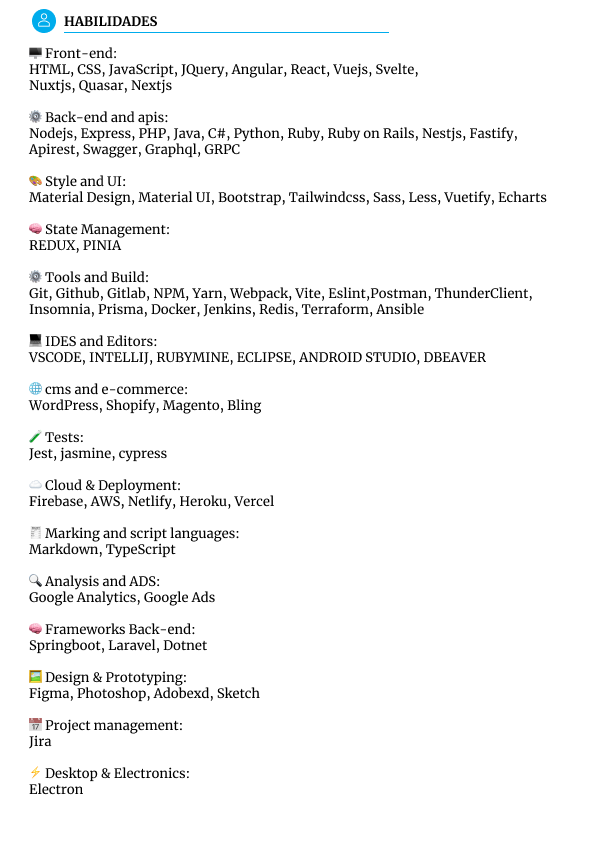 HABILIDADES
🖥️ Front-end:
HTML, CSS, JavaScript, JQuery, Angular, React, Vuejs, Svelte,
Nuxtjs, Quasar, Nextjs
⚙️ Back-end and apis:
Nodejs, Express, PHP, Java, C#, Python, Ruby, Ruby on Rails, Nestjs, Fastify,
Apirest, Swagger, Graphql, GRPC
🎨 Style and UI:
Material Design, Material UI, Bootstrap, Tailwindcss, Sass, Less, Vuetify, Echarts
🧠 State Management:
REDUX, PINIA
⚙️ Tools and Build:
Git, Github, Gitlab, NPM, Yarn, Webpack, Vite, Eslint,Postman, ThunderClient,
Insomnia, Prisma, Docker, Jenkins, Redis, Terraform, Ansible
💻 IDES and Editors:
VSCODE, INTELLIJ, RUBYMINE, ECLIPSE, ANDROID STUDIO, DBEAVER
🌐 cms and e-commerce:
WordPress, Shopify, Magento, Bling
🧪 Tests:
Jest, jasmine, cypress
☁️ Cloud & Deployment:
Firebase, AWS, Netlify, Heroku, Vercel
📄 Marking and script languages:
Markdown, TypeScript
🔍 Analysis and ADS:
Google Analytics, Google Ads
🧠 Frameworks Back-end:
Springboot, Laravel, Dotnet
🖼️ Design & Prototyping:
Figma, Photoshop, Adobexd, Sketch
📅 Project management:
Jira
⚡ Desktop & Electronics:
Electron